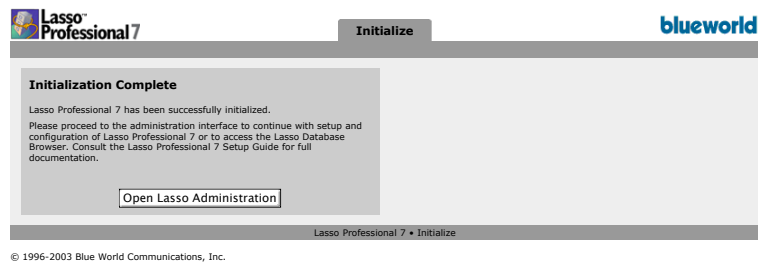 Lasso™
Professional 7
Initialize
blueworld
Initialization Complete
Lasso Professional 7 has been successfully initialized.
Please proceed to the administration interface to continue with setup and
configuration of Lasso Professional 7 or to access the Lasso Database
Browser. Consult the Lasso Professional 7 Setup Guide for full
documentation.
Open Lasso Administration
Lasso Professional 7 • Initialize
© 1996-2003 Blue World Communications, Inc.